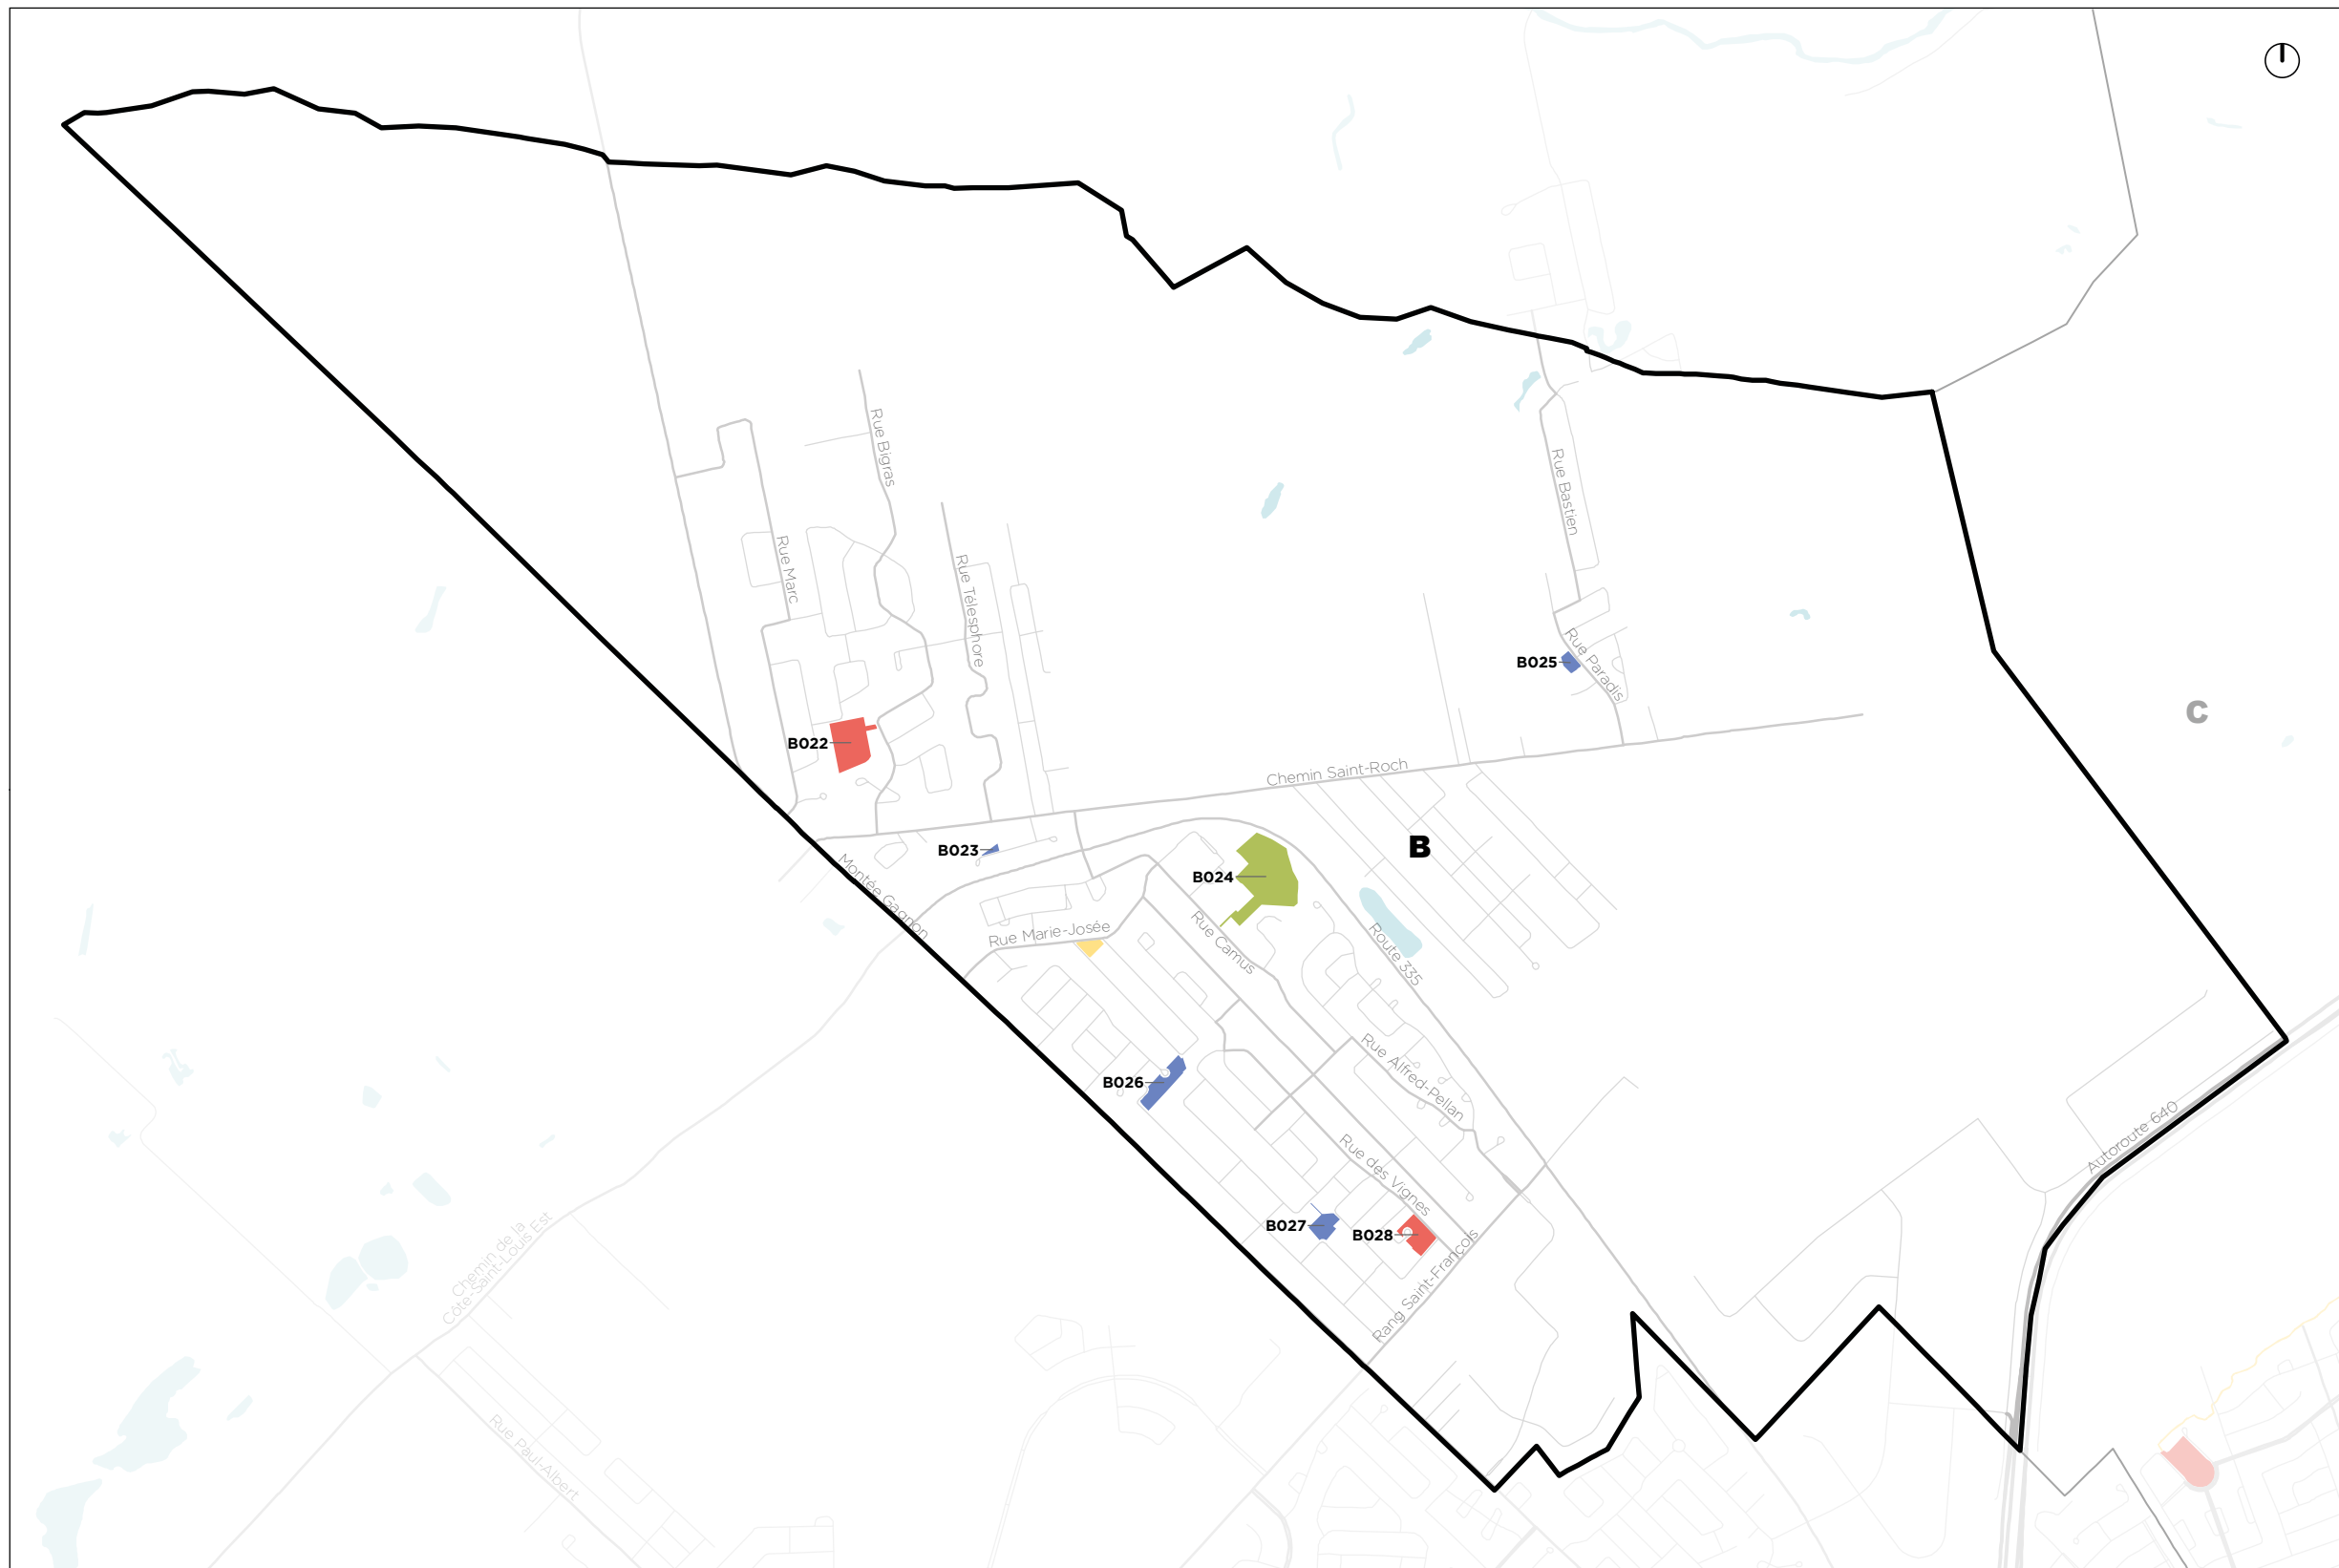 Rue Bigras
Rue Marc
Rue Télesphore
Rue Bastien
Rue Paradis
B025
C
B022
Chemin Saint-Roch
B
B023
B024
Montée Gagnon
Rue Marie-Josée
Rue Camus
Route 335
B026
Rue Alfred-Pellan
Autoroute 640
Rue des Vignes
B027
B028
Rang Saint-François
Chemin de la
Côte-Saint-Louis Est
Rue Paul-Albert